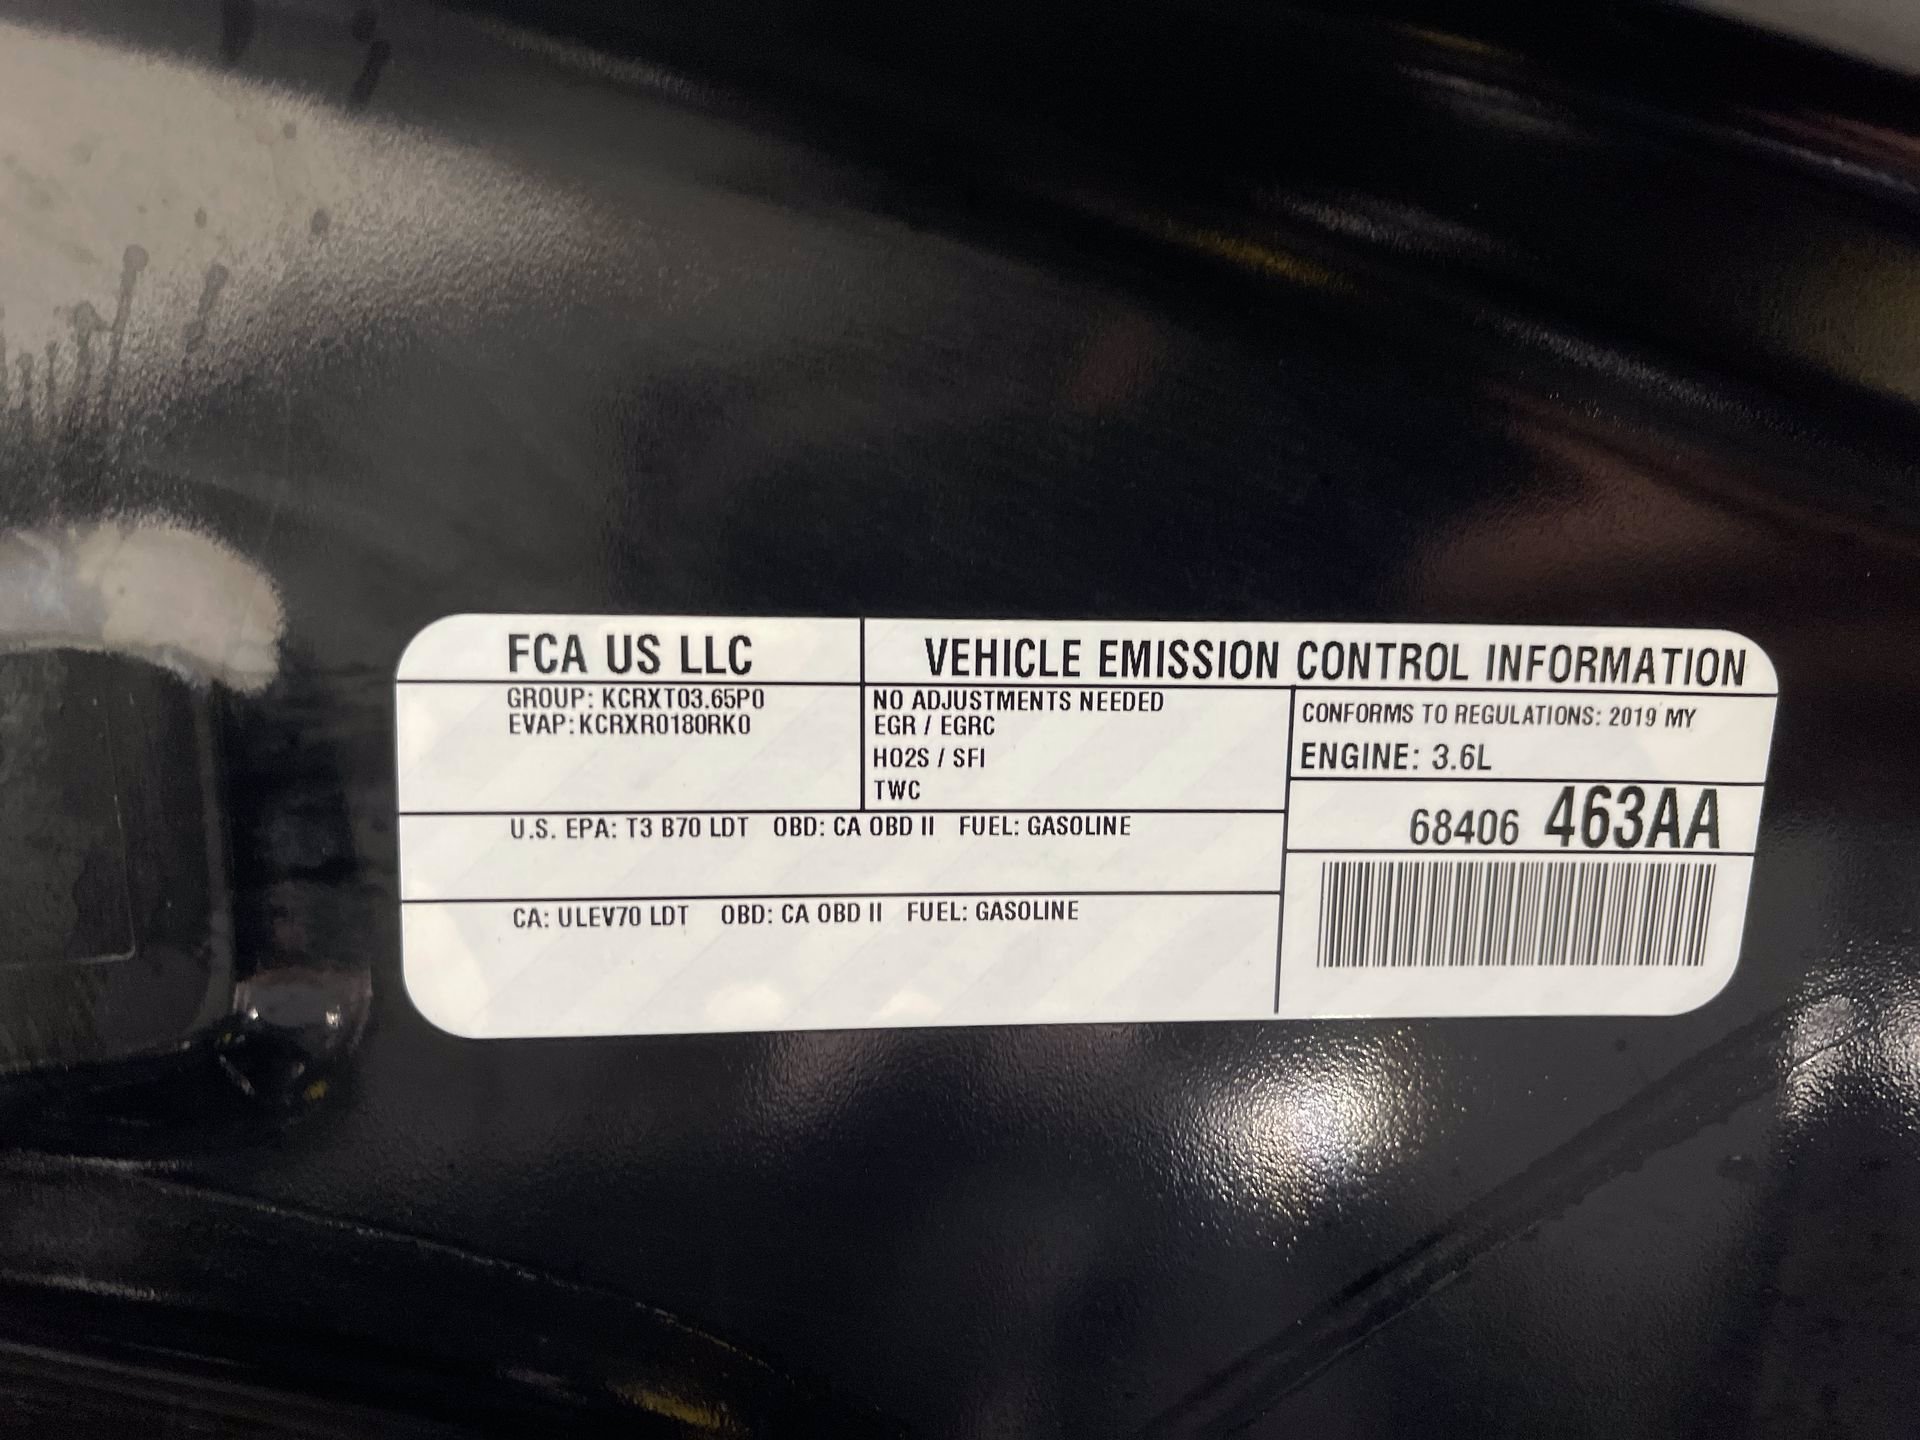 FCA US LLC
VEHICLE EMISSION CONTROL INFORMATION
GROUP: KCRXT03.65P0
EVAP: KCRXR0180RK0
NO ADJUSTMENTS NEEDED
EGR / EGRC
HO2S / SFI
TWC
CONFORMS TO REGULATIONS: 2019 MY
ENGINE: 3.6L
68406 463AA
U.S. EPA: T3 B70 LDT OBD: CA OBD II FUEL: GASOLINE
CA: ULEV70 LDT OBD: CA OBD II FUEL: GASOLINE